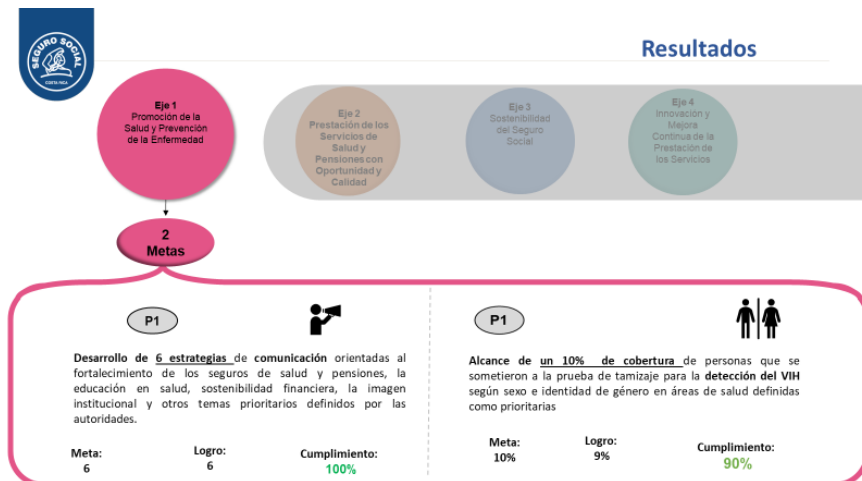 SEGURO SOCIAL
COSTA RICA
Resultados
Eje 1
Promoción de la
Salud y Prevención
de la Enfermedad
Eje 2
Prestación de los
Servicios de
Salud y
Pensiones con
Oportunidad y
Calidad
Eje 3
Sostenibilidad
del Seguro
Social
Eje 4
Innovación y
Mejora
Continua de la
Prestación de
los Servicios
2
Metas
P1
Desarrollo de 6 estrategias de comunicación orientadas al
fortalecimiento de los seguros de salud y pensiones, la
educación en salud, sostenibilidad financiera, la imagen
institucional y otros temas prioritarios definidos por las
autoridades.
Meta:
6
Logro:
6
Cumplimiento:
100%
P1
Alcance de un 10% de cobertura de personas que se
sometieron a la prueba de tamizaje para la detección del VIH
según sexo e identidad de género en áreas de salud definidas
como prioritarias
Meta:
10%
Logro:
9%
Cumplimiento:
90%